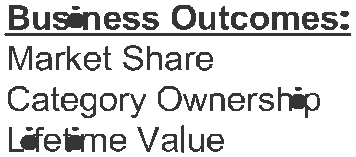 Business Outcomes:
Market Share
Category Ownership
Lifetime Value